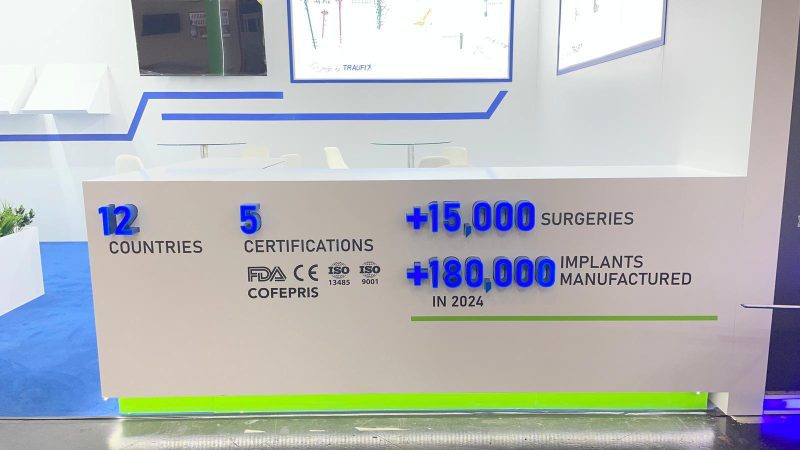 TRAUFIX
12
COUNTRIES
5
CERTIFICATIONS
FDA CE ISO 13485 ISO 9001
COFEPRIS
+15,000 SURGERIES
+180,000 IMPLANTS
MANUFACTURED
IN 2024